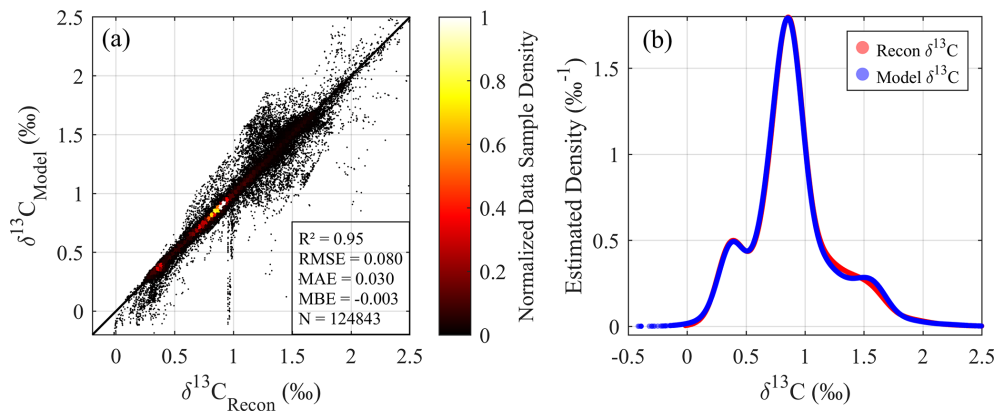 (a)
2.5
2
1.5
1
0.5
0
0
0.5
1
1.5
2
2.5
δ¹³C_Model (‰)
δ¹³C_Recon (‰)
R² = 0.95
RMSE = 0.080
MAE = 0.030
MBE = -0.003
N = 124843
1
0.8
0.6
0.4
0.2
0
Normalized Data Sample Density
(b)
Recon δ¹³C
Model δ¹³C
1.5
1
0.5
0
-0.5
0
0.5
1
1.5
2
2.5
Estimated Density (‰⁻¹)
δ¹³C (‰)